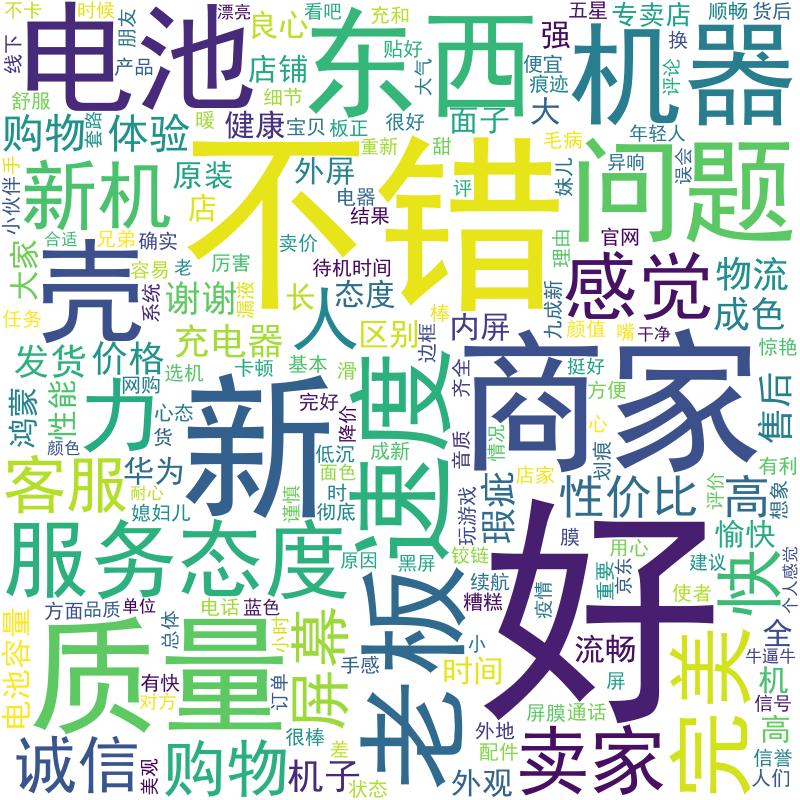 不卡
时候
电池
漂亮
良心
看吧
充和
东西
五星
专卖店
顺畅
货后
线下
朋友
产品
店铺
贴好
大气
强
机器
换
便宜
痕迹
评论
舒服
细节
面子
大
购物
套路
体验
暖
健康
宝贝
板正
很好
年轻人
手
不错
重新
甜
毛病
问题
异响
误会
小伙伴
新机
原装
外屏
电器
评
妹儿
店
结果
合适
兄弟
确实
卖价
理由
官网
大家
壳
容易
老
厉害
待机时间
感觉
物流
系统
谢谢
漏液
长
人
态度
棒
九成新
成色
任务
充电器
区别
内屏
颜值
嘴
干净
边框
发货
价格
网购
选机
卡顿
基本
滑
速度
齐全
商家
挺好
方便
惊艳
鸿蒙
性能
力
心态
新
完好
降价
售后
颜色
货
低沉
成新
音质
情况
划痕
心
客服
华为
面色
店家
评价
有利
耐心
谨慎
时
玩游戏
瑕疵
性价比
高
想象
媳妇儿
彻底
服务态度
原因
黑屏
铰链
好
膜
用心
愉快
老板
续航
重要
京东
建议
快
个人感觉
方面
品质
单位
电话
蓝色
糟糕
疫情
使者
电池容量
质量
总体
小时
屏幕
小
流畅
完美
全
有快
对方
手感
时间
屏
牛逼牛
机
订单
屏膜
通话
信号
诚信
很棒
外地
高
购物
差
配件
卖家
信誉
美观
机子
状态
外观
人们